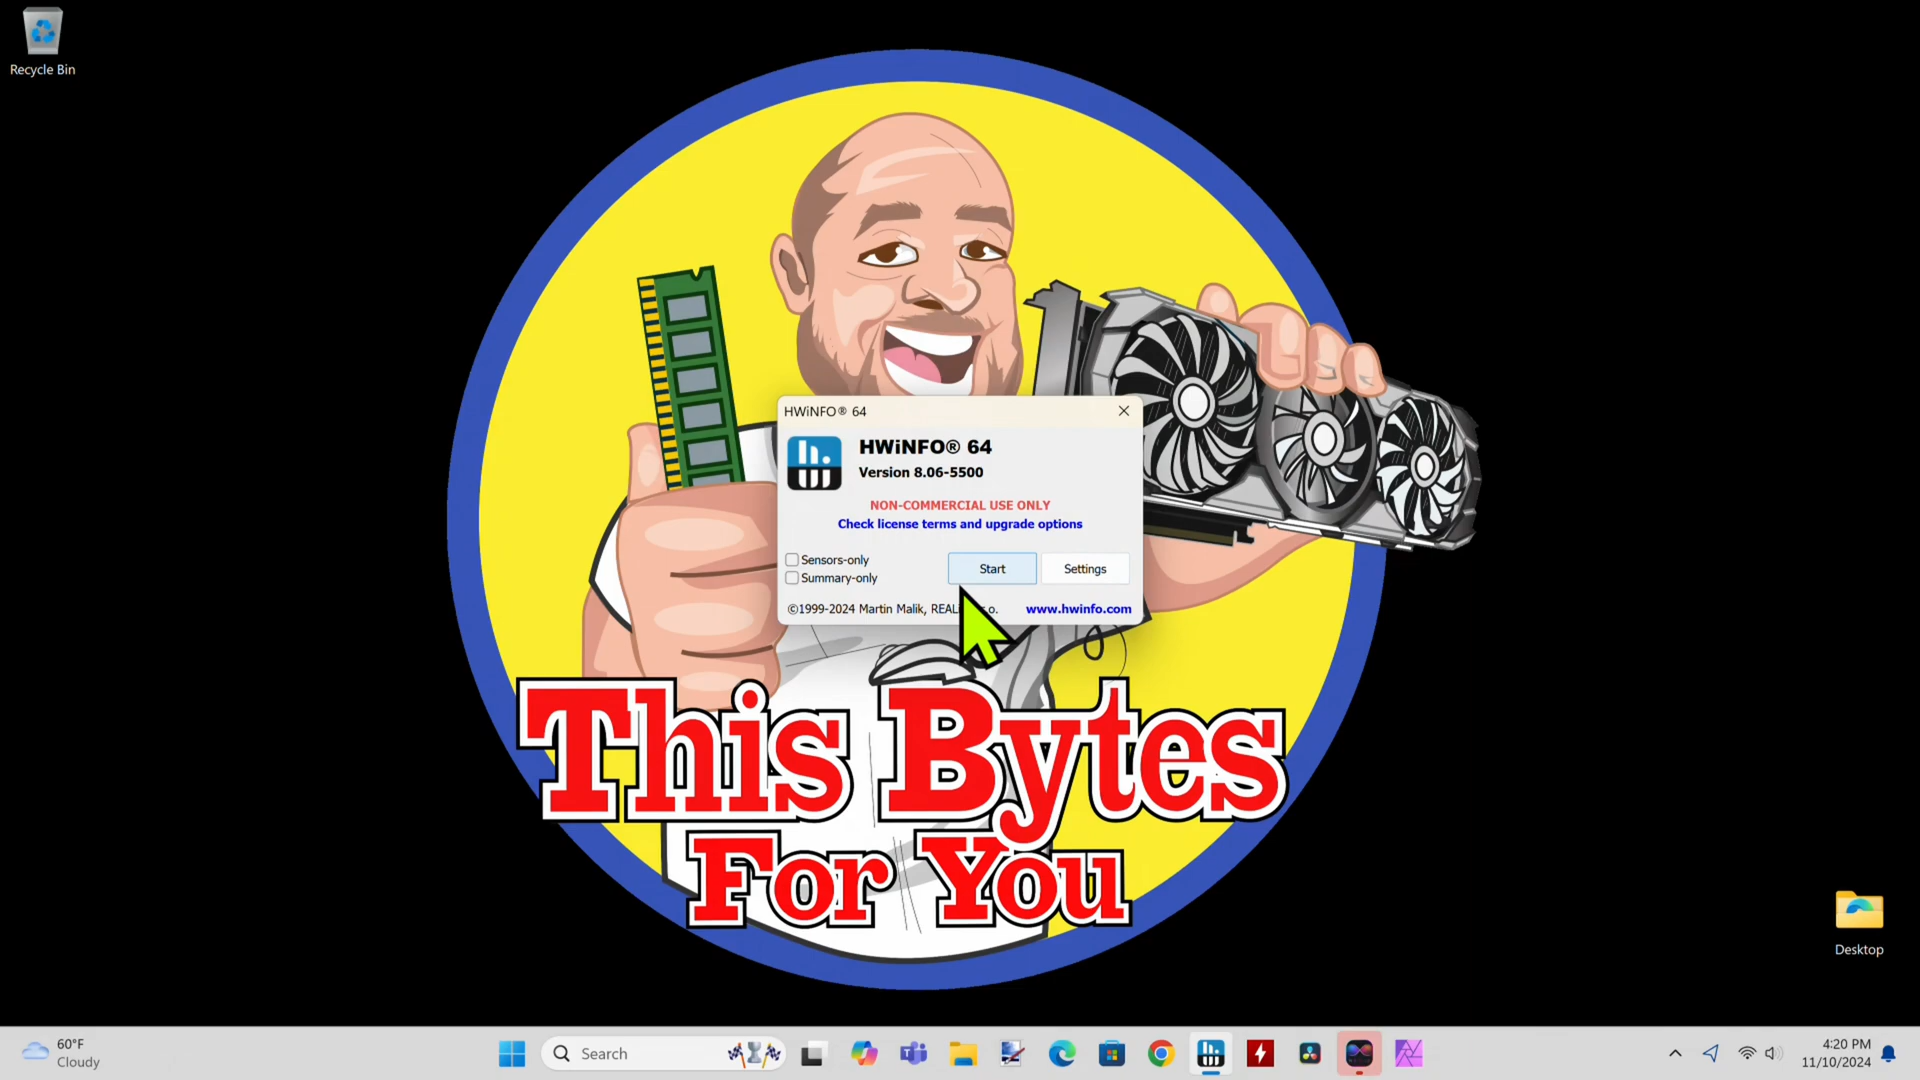 Recycle Bin
HWiNFO® 64
HWiNFO® 64
Version 8.06-5500
NON-COMMERCIAL USE ONLY
Check license terms and upgrade options
Sensors-only
Summary-only
Start
Settings
©1999-2024 Martin Malik, REAL
o.
www.hwinfo.com
This Bytes
For You
Desktop
60°F
Cloudy
Search
4:20 PM
11/10/2024